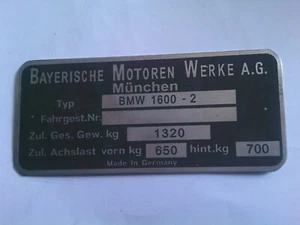 BAYERISCHE MOTOREN WERKE A.G.
München
Typ BMW 1600 - 2
Fahrgest.Nr.
Zul. Ges. Gew. kg 1320
Zul. Achslast vorn kg 650 hint.kg 700
Made in Germany